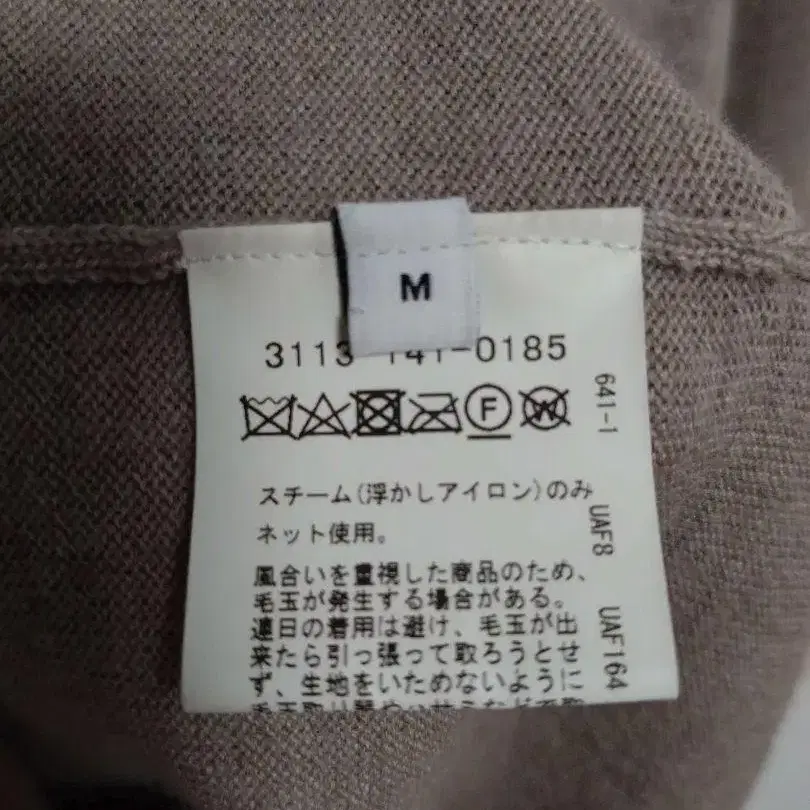 M
3113 141-0185
F
W
スチーム(浮かしアイロン)のみ
ネット使用。
風合いを重視した商品のため、
毛玉が発生する場合がある。
連日の着用は避け、毛玉が出
来たら引っ張って取ろうとせ
ず、生地をいためないように
641-1
UAF8
UAF164